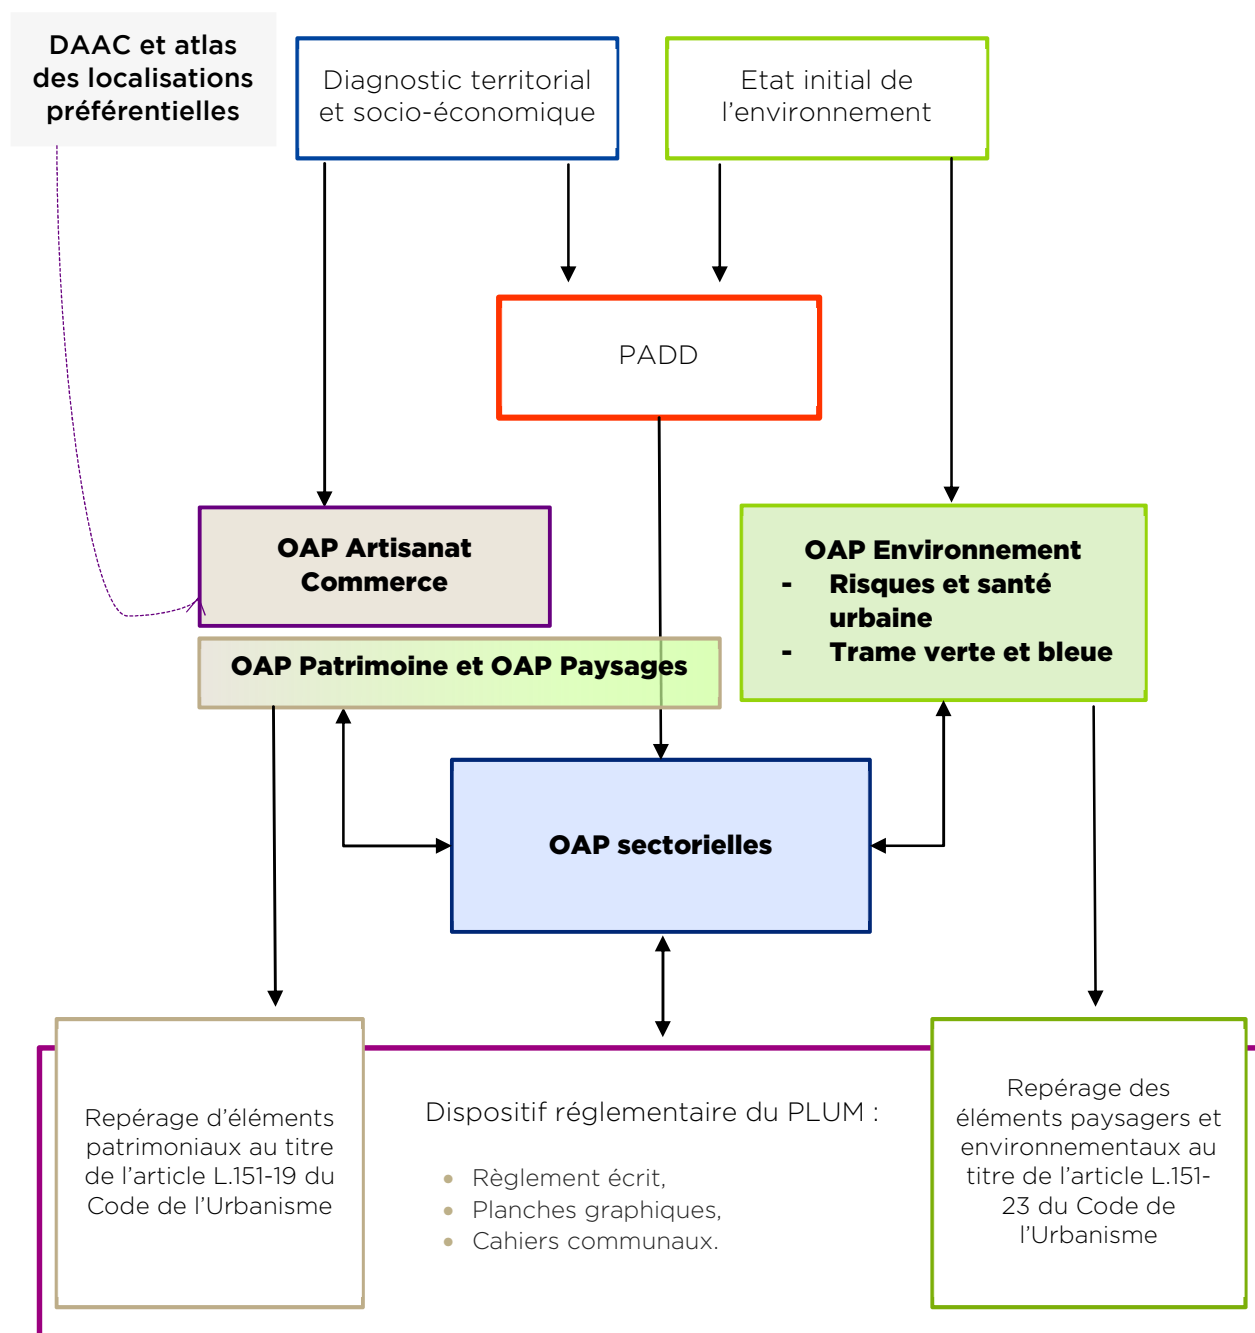 DAAC et atlas
des localisations
préférentielles
Diagnostic territorial
et socio-économique
Etat initial de
l’environnement
PADD
OAP Artisanat
Commerce
OAP Environnement
- Risques et santé
urbaine
- Trame verte et bleue
OAP Patrimoine et OAP Paysages
OAP sectorielles
Repérage d’éléments
patrimoniaux au titre
de l’article L.151-19 du
Code de l’Urbanisme
Dispositif réglementaire du PLUM :
• Règlement écrit,
• Planches graphiques,
• Cahiers communaux.
Repérage des
éléments paysagers et
environnementaux au
titre de l’article L.151-
23 du Code de
l’Urbanisme